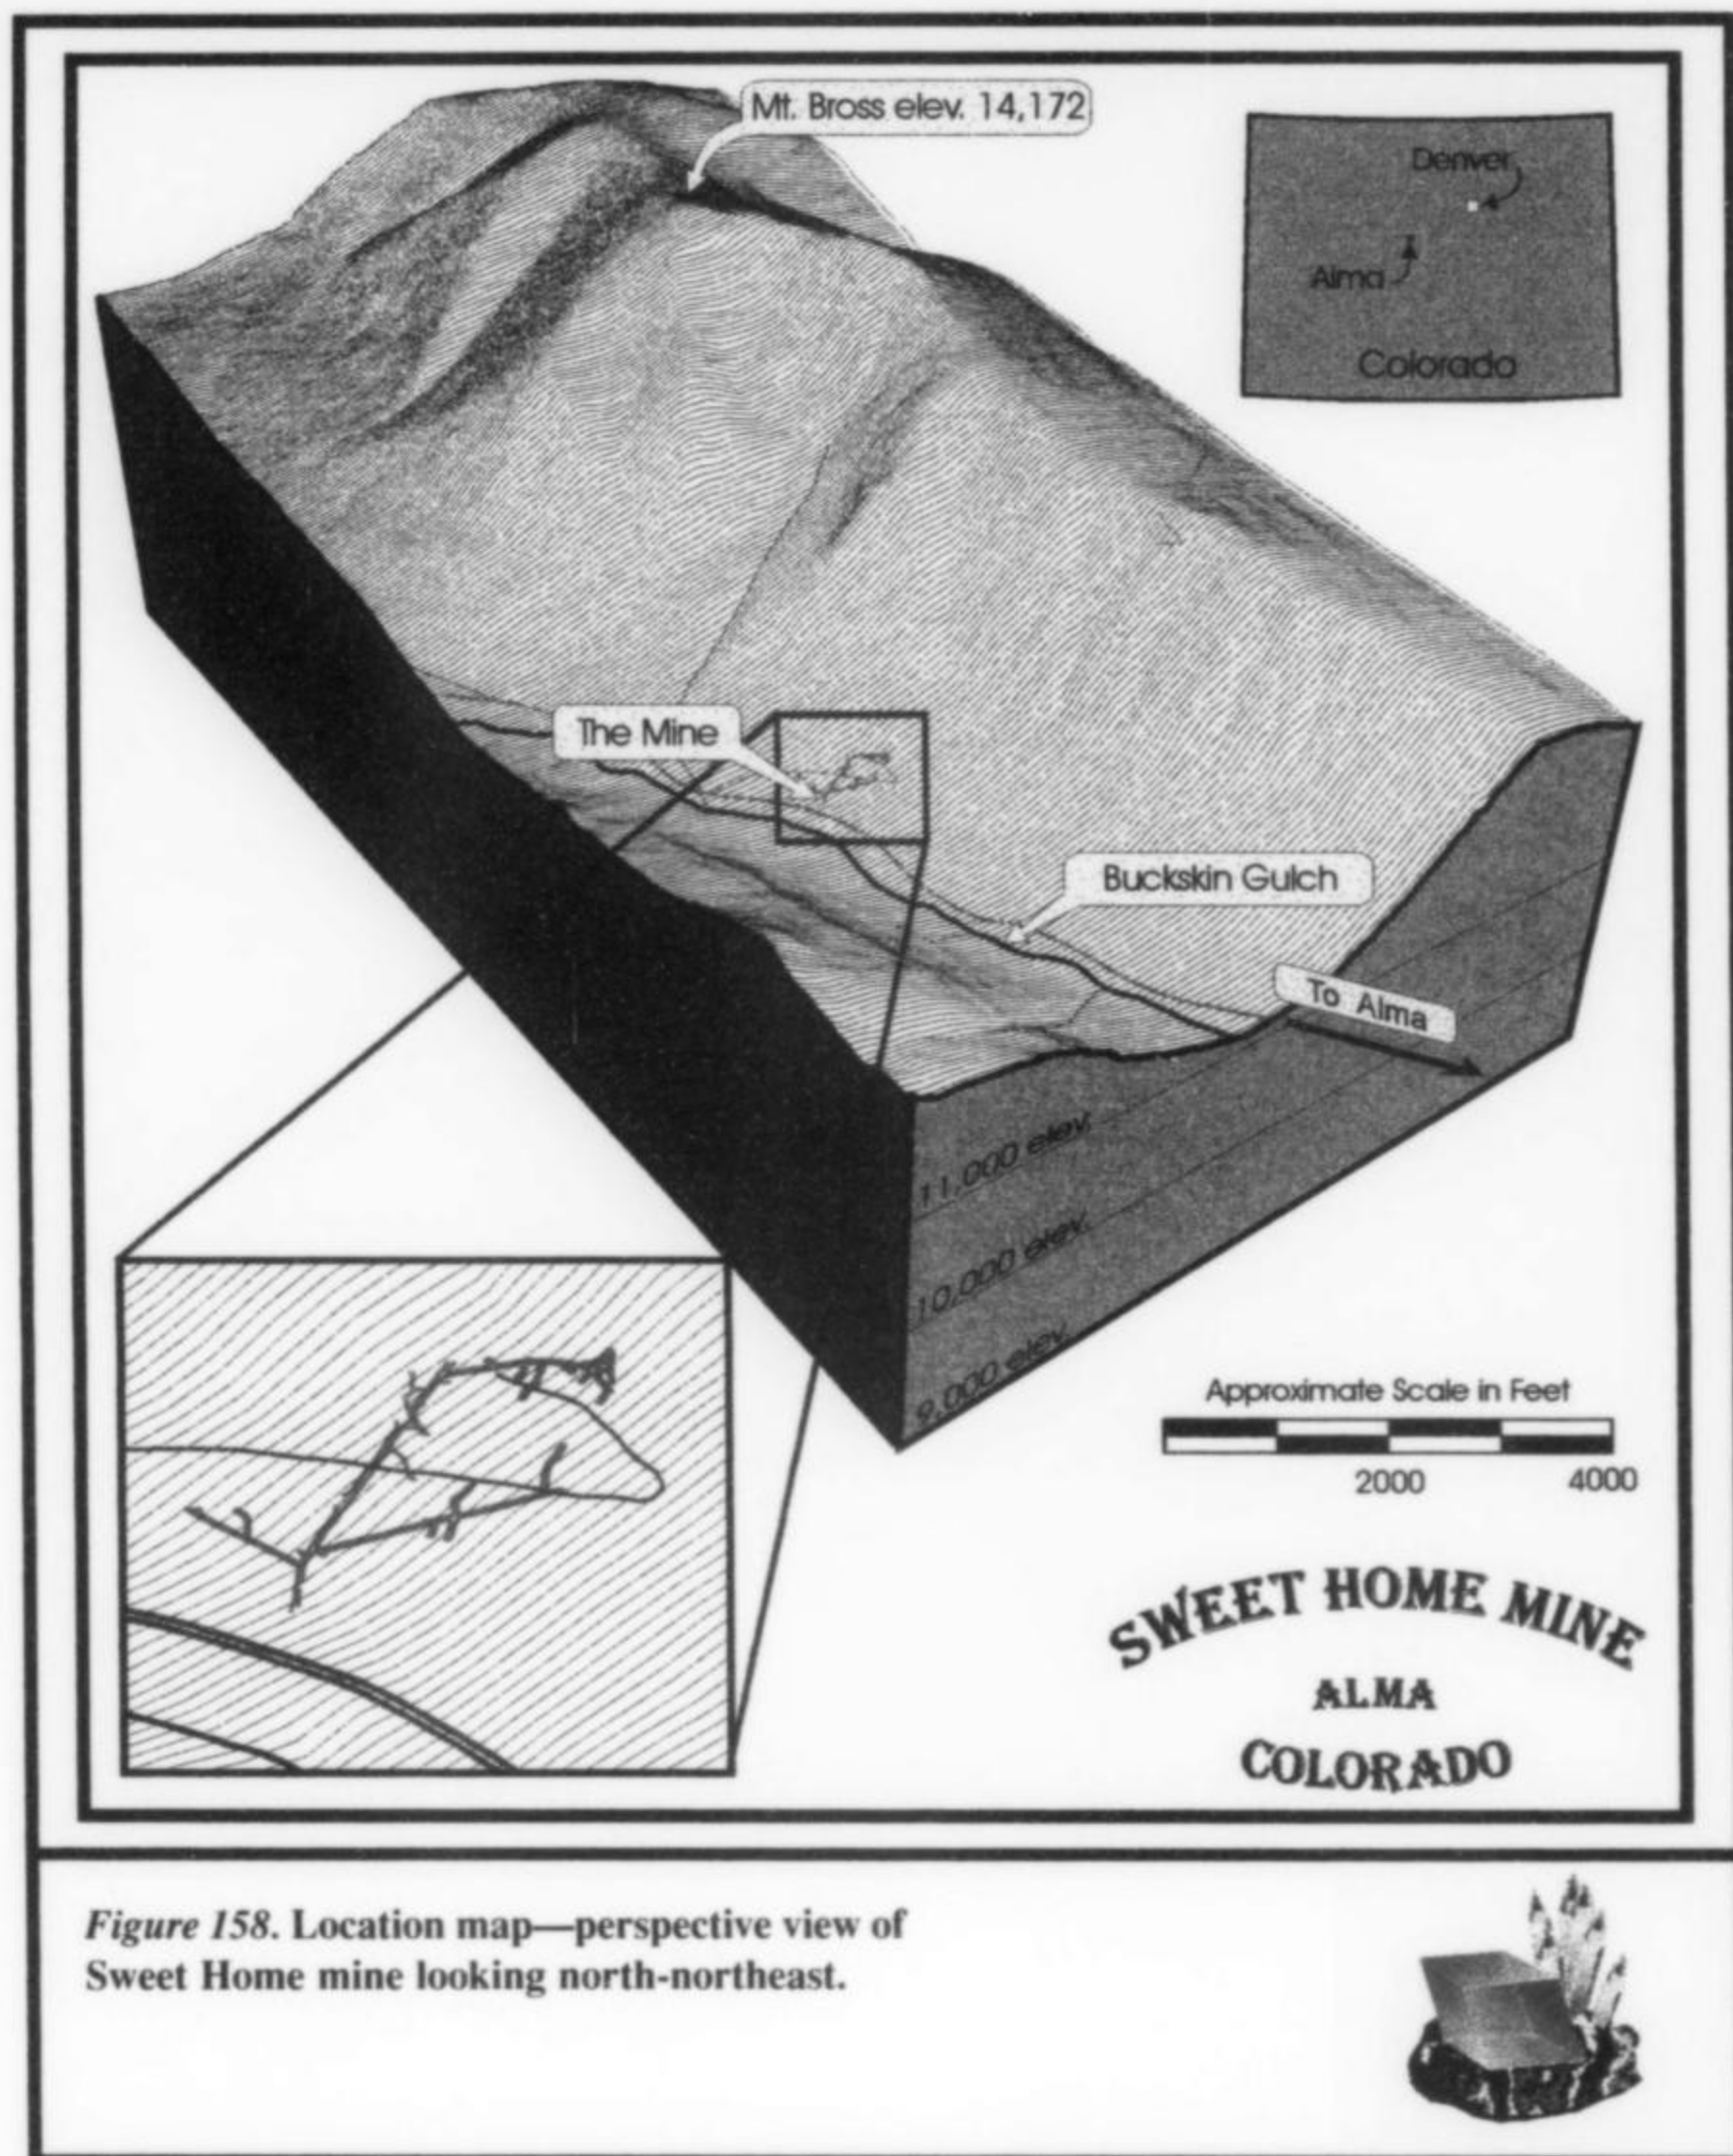 Mt. Bross elev. 14,172
Denver
Alma
Colorado
The Mine
Buckskin Gulch
To Alma
11,000 elev.
10,000 elev.
9,000 elev.
Approximate Scale in Feet
2000 4000
SWEET HOME MINE
ALMA
COLORADO
Figure 158. Location map—perspective view of
Sweet Home mine looking north-northeast.